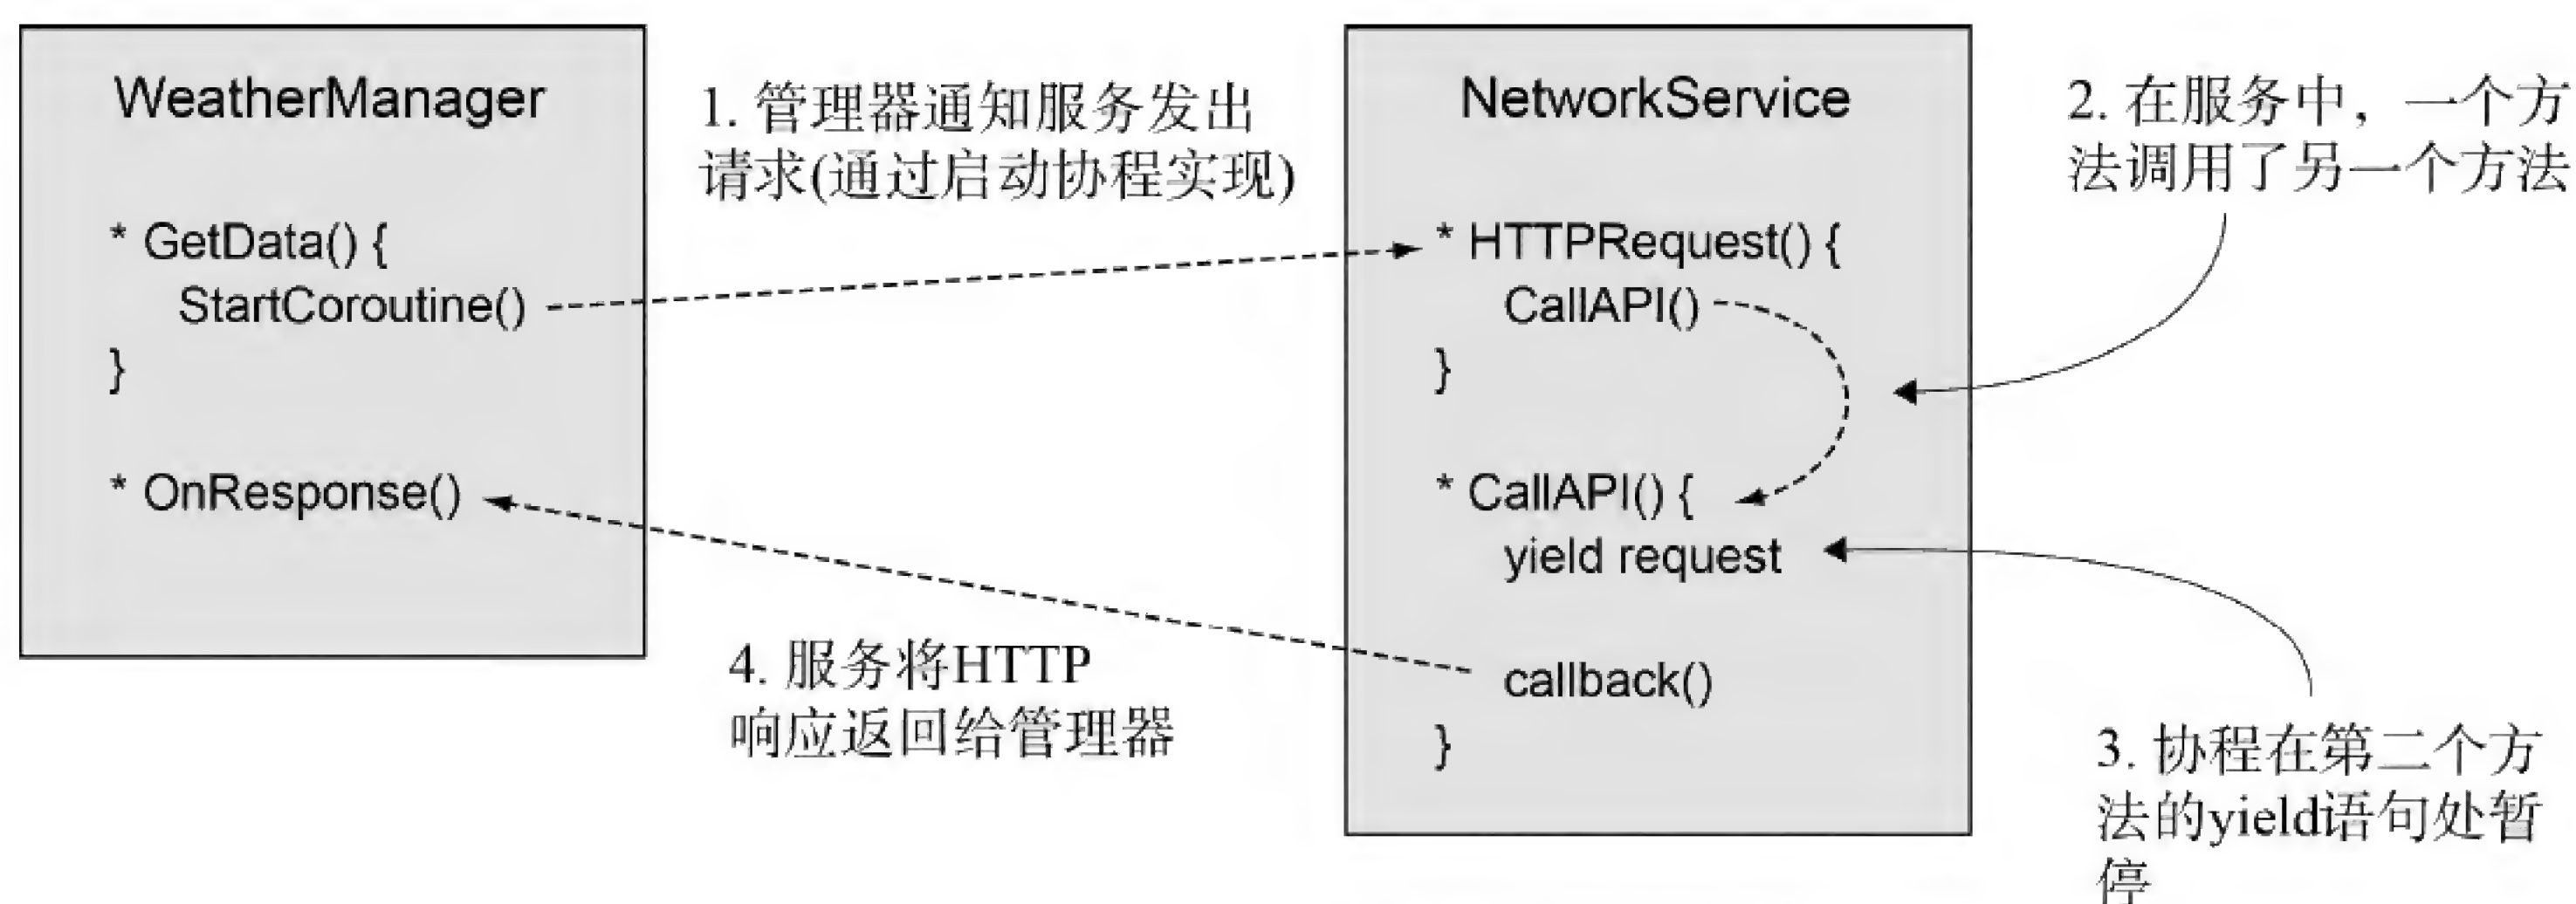 WeatherManager
* GetData() {
StartCoroutine()
}
* OnResponse()
1. 管理器通知服务发出
请求(通过启动协程实现)
NetworkService
* HTTPRequest() {
CallAPI()
}
* CallAPI() {
yield request
callback()
}
2. 在服务中，一个方
法调用了另一个方法
3. 协程在第二个方
法的yield语句处暂
停
4. 服务将HTTP
响应返回给管理器